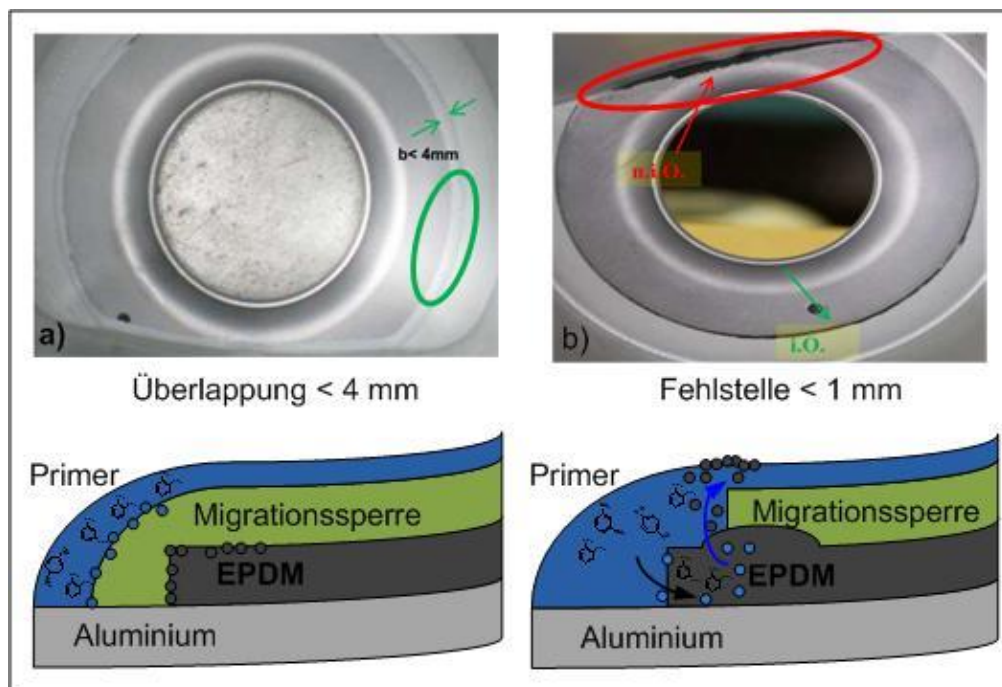 b< 4mm
a)
n.i.O.
i.O.
b)
Überlappung < 4 mm
Fehlstelle < 1 mm
Primer
Migrationssperre
EPDM
Aluminium
Primer
Migrationssperre
EPDM
Aluminium